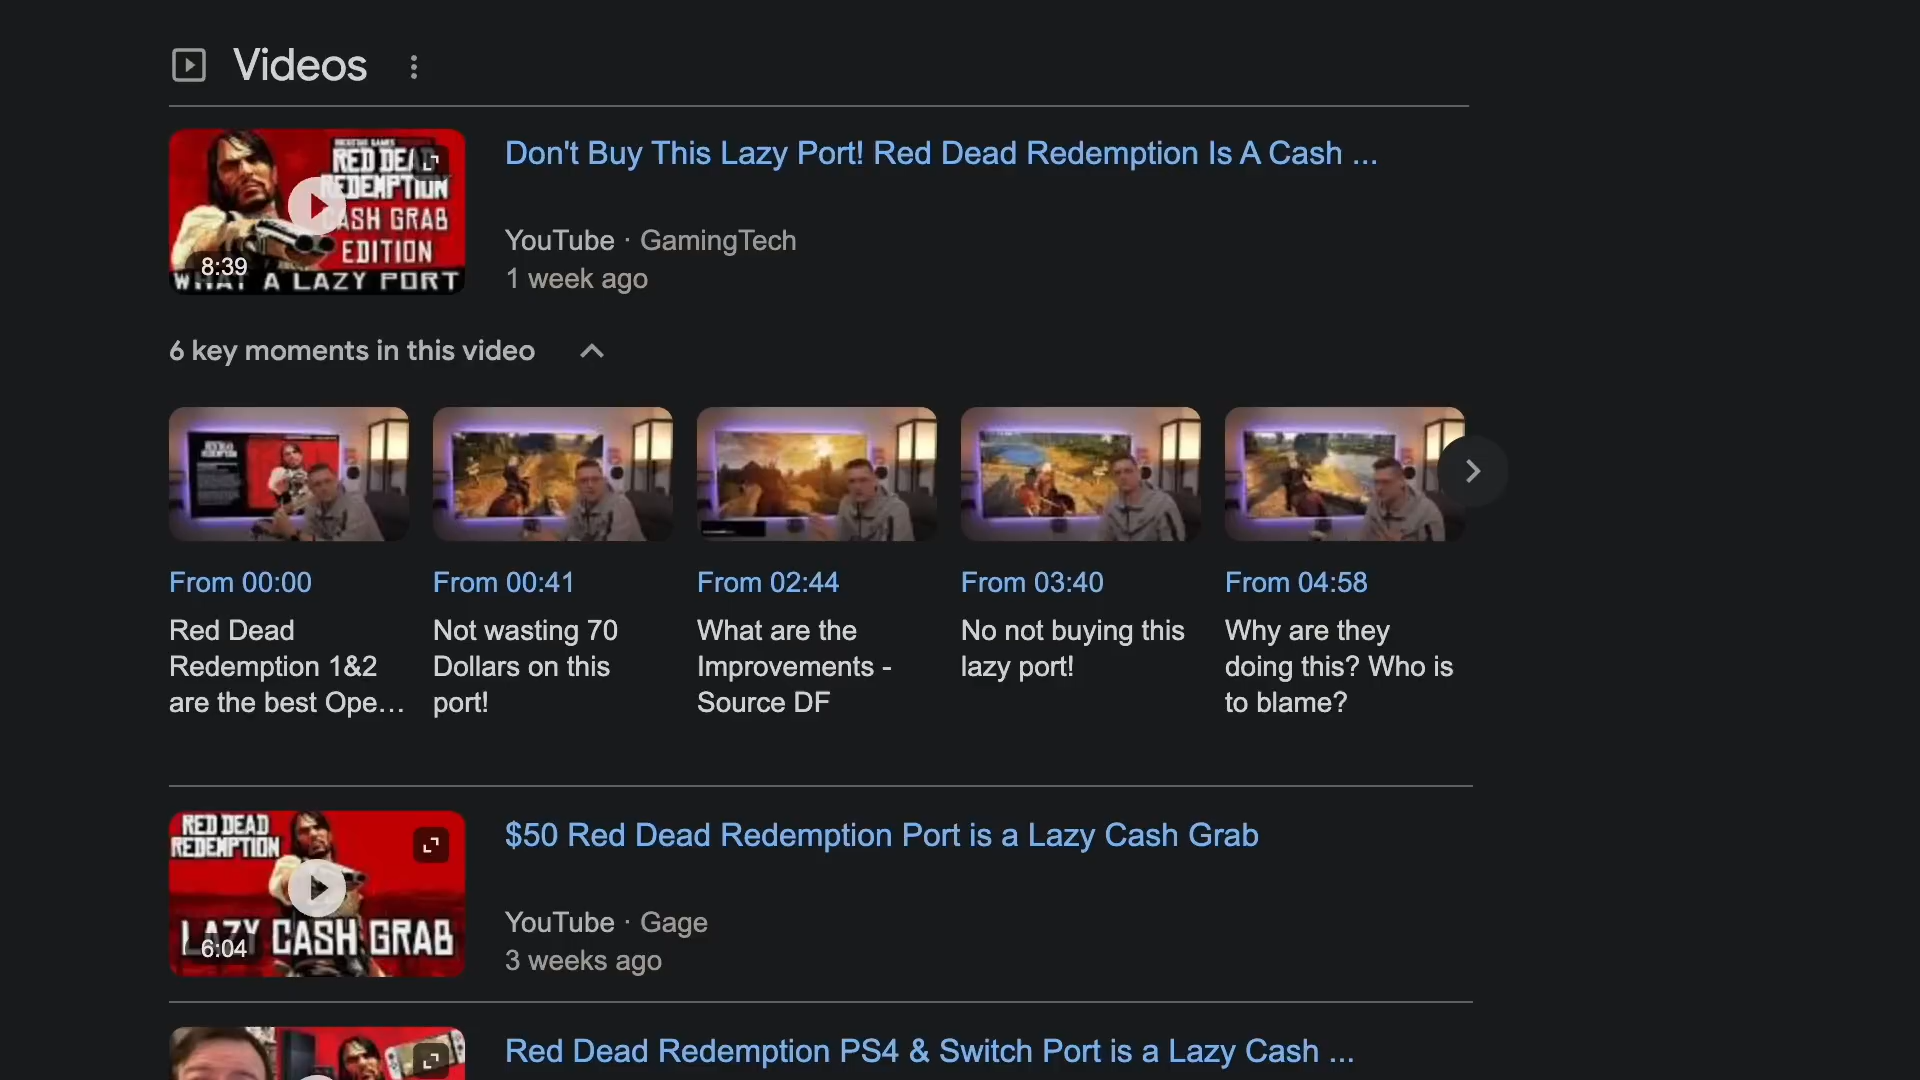 Videos
ROCKSTAR GAMES
RED DEAD
REDEMPTION
CASH GRAB
EDITION
8:39
WHAT A LAZY PORT
Don't Buy This Lazy Port! Red Dead Redemption Is A Cash ...
YouTube · GamingTech
1 week ago
6 key moments in this video
From 00:00
Red Dead
Redemption 1&2
are the best Ope...
From 00:41
Not wasting 70
Dollars on this
port!
From 02:44
What are the
Improvements -
Source DF
From 03:40
No not buying this
lazy port!
From 04:58
Why are they
doing this? Who is
to blame?
RED DEAD
REDEMPTION
LAZY CASH GRAB
6:04
$50 Red Dead Redemption Port is a Lazy Cash Grab
YouTube · Gage
3 weeks ago
Red Dead Redemption PS4 & Switch Port is a Lazy Cash ...